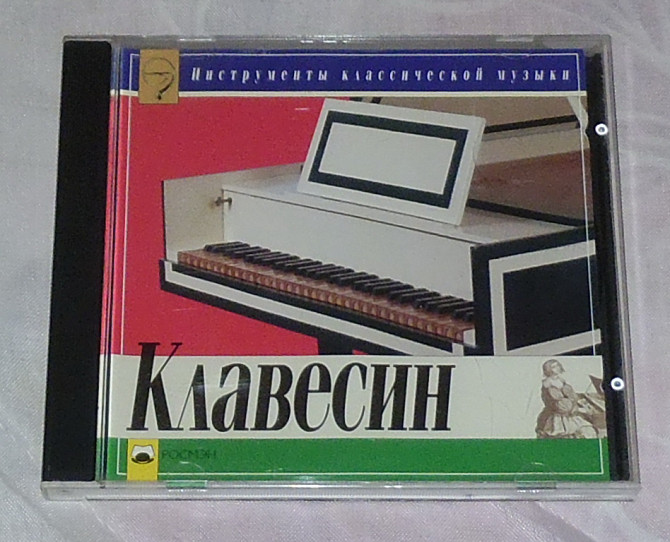 Инструменты классической музыки
Клавесин
РОСМЭН